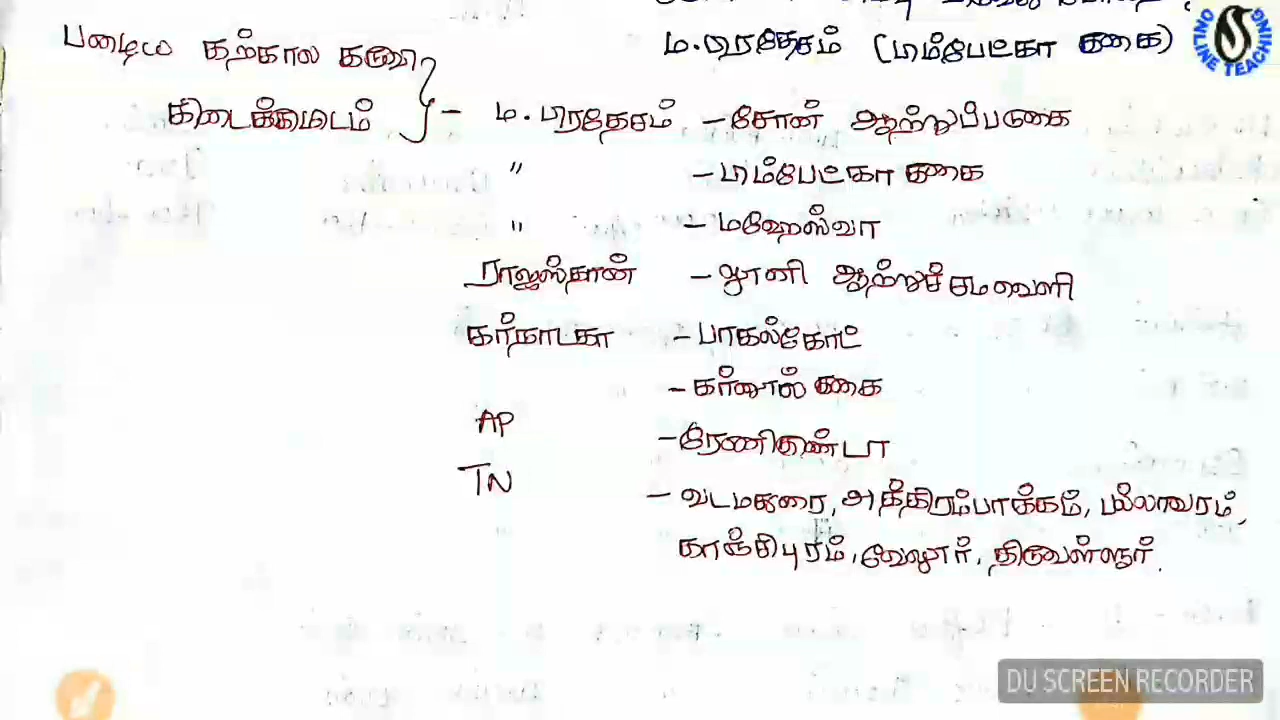 ம.பிரதேசம் (பிம்பேட்கா குகை)
ONLINE TEACHING
பழைய கற்கால கருவி
கிடைக்குமிடம் } - ம.பிரதேசம் - சோன் ஆற்றுப்படுகை
" - பிம்பேட்கா குகை
" - மஹேஸ்வா
ராஜஸ்தான் - லூனி ஆற்றுச்சமவெளி
கர்நாடகா - பாகல்கோட்
- கர்னூல் குகை
AP - ரேணிகுண்டா
TN - வடமதுரை, அத்திரம்பாக்கம், பல்லாவரம்,
காஞ்சிபுரம், வேலூர், திருவள்ளூர்.
DU SCREEN RECORDER